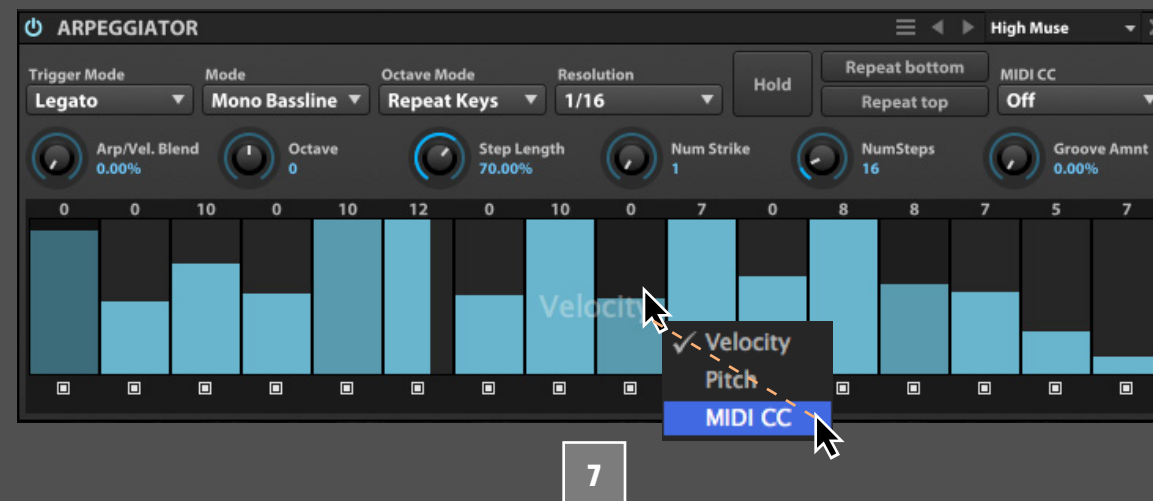 ARPEGGIATOR High Muse
Trigger Mode Mode Octave Mode Resolution Hold Repeat bottom MIDI CC
Legato Mono Bassline Repeat Keys 1/16 Repeat top Off
Arp/Vel. Blend Octave Step Length Num Strike NumSteps Groove Amnt
0.00% 0 70.00% 1 16 0.00%
0 0 10 0 10 12 0 10 0 7 0 8 8 7 5 7
Velocity
Velocity
Pitch
MIDI CC
7